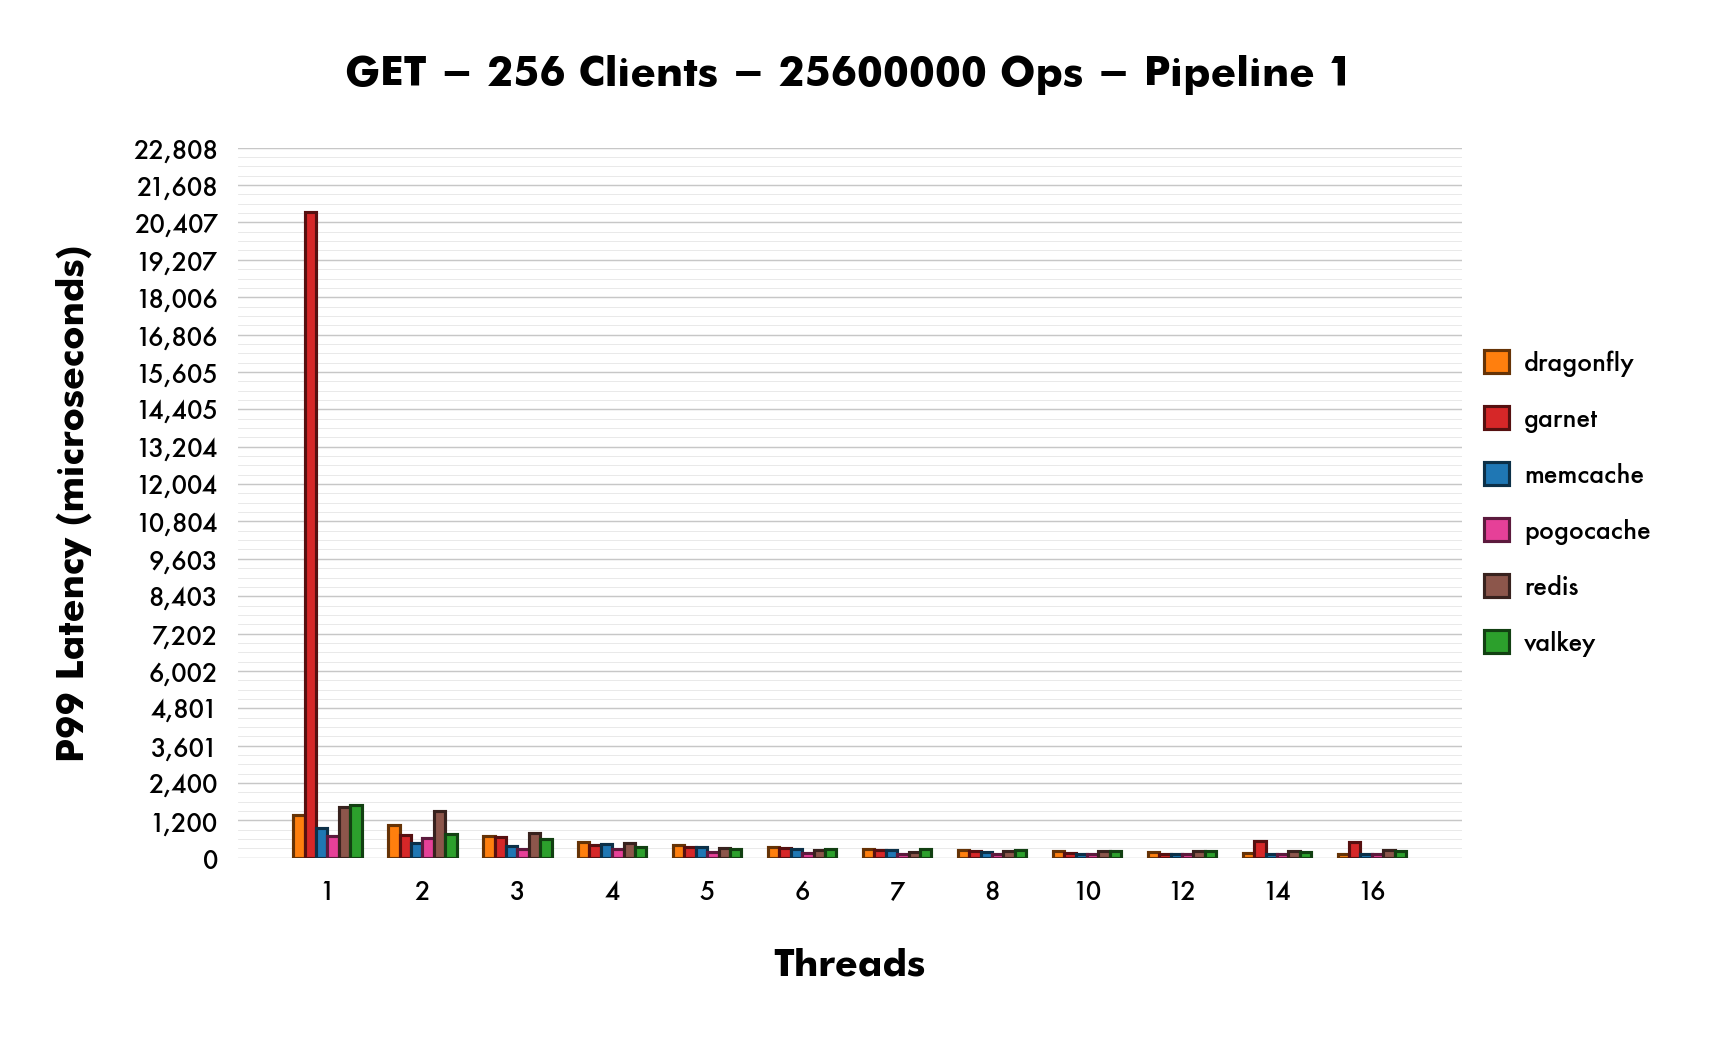 GET – 256 Clients – 25600000 Ops – Pipeline 1
P99 Latency (microseconds)
22,808
21,608
20,407
19,207
18,006
16,806
15,605
14,405
13,204
12,004
10,804
9,603
8,403
7,202
6,002
4,801
3,601
2,400
1,200
0
1 2 3 4 5 6 7 8 10 12 14 16
Threads
dragonfly
garnet
memcache
pogocache
redis
valkey